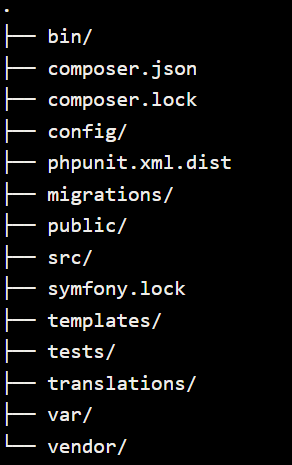 .
├── bin/
├── composer.json
├── composer.lock
├── config/
├── phpunit.xml.dist
├── migrations/
├── public/
├── src/
├── symfony.lock
├── templates/
├── tests/
├── translations/
├── var/
└── vendor/